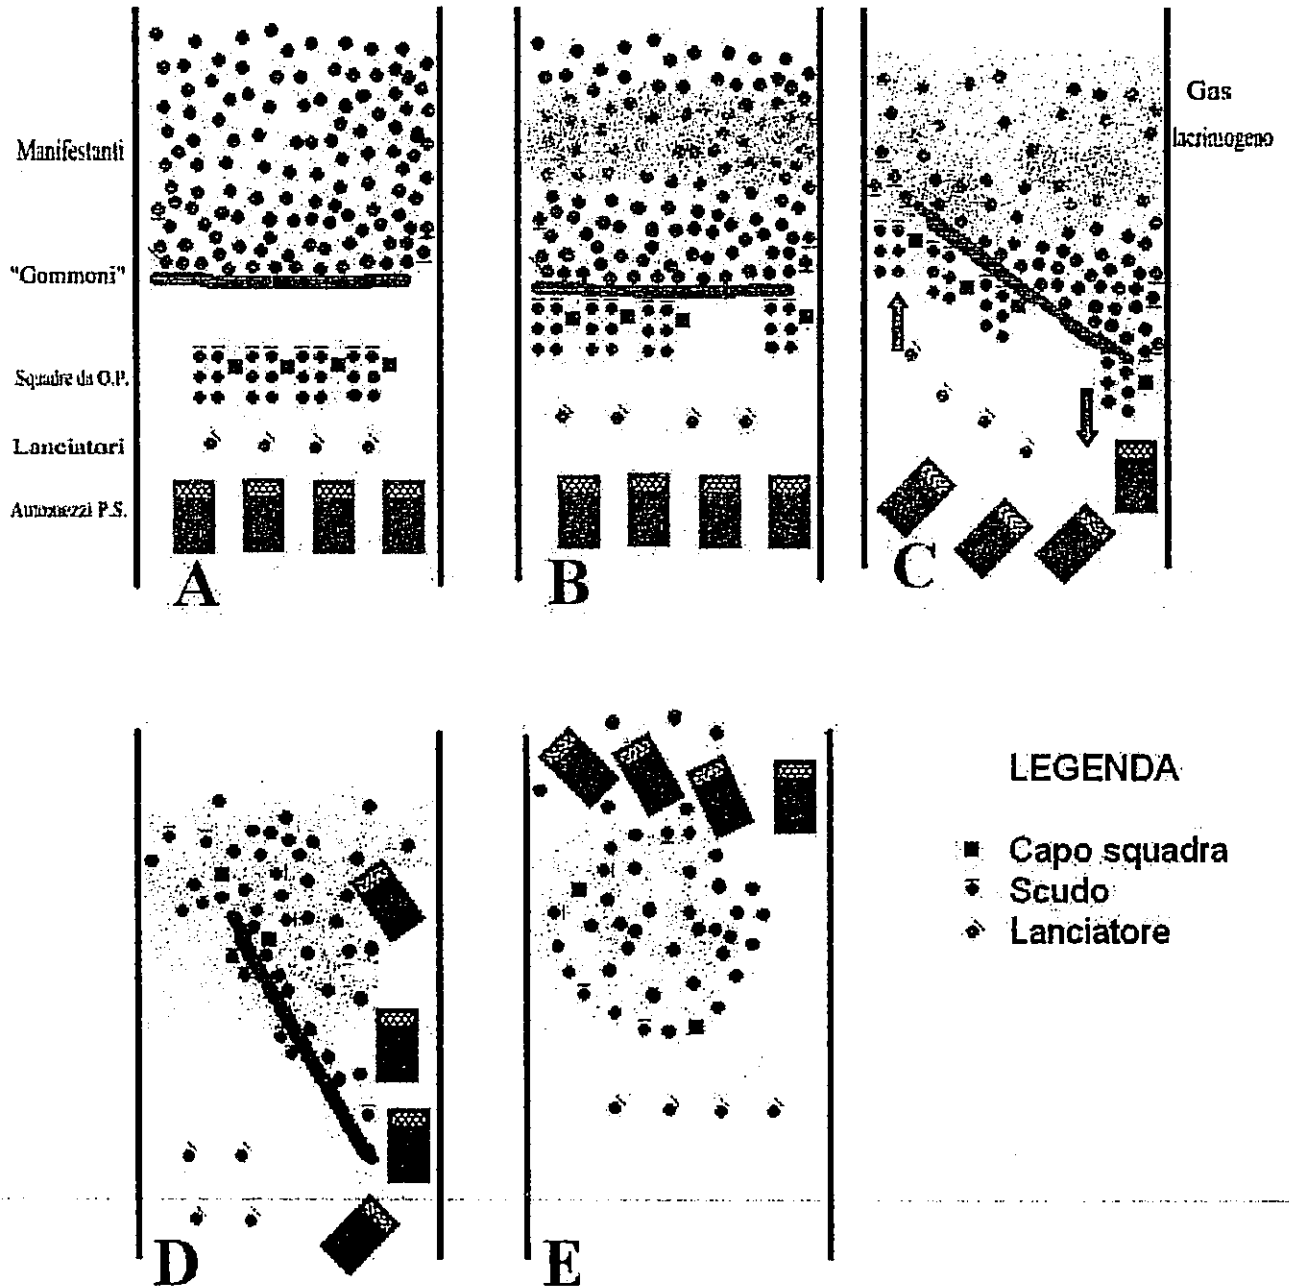 Manifestanti
"Gommoni"
Squadre da O.P.
Lanciatori
Automezzi P.S.
Gas
lacrimogeno
A
B
C
D
E
LEGENDA
Capo squadra
Scudo
Lanciatore